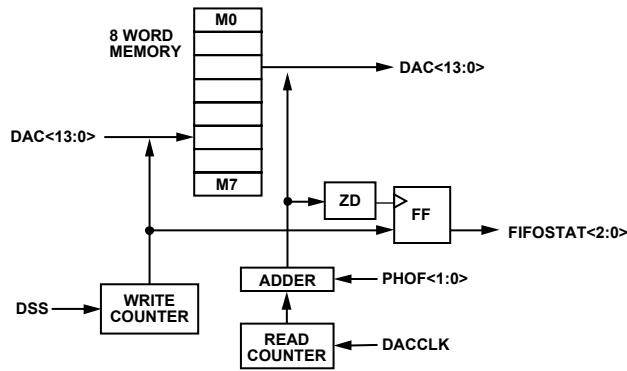 M0
8 WORD
MEMORY
DAC<13:0>
DAC<13:0>
M7
ZD
FF
FIFOSTAT<2:0>
ADDER
PHOF<1:0>
DSS
WRITE
COUNTER
READ
COUNTER
DACCLK